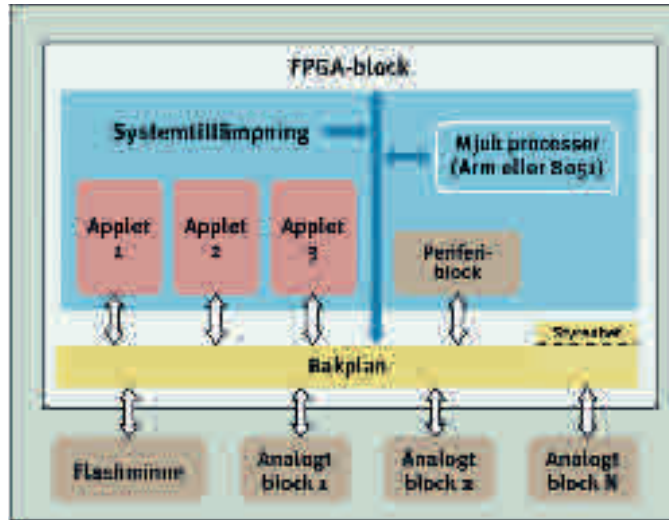 FPGA-block
Systemtillämpning
Mjuk processor
(Arm eller 8051)
Applet
1
Applet
2
Applet
3
Periferi-
block
Styrenhet
Bakplan
Flashminne
Analogt
block 1
Analogt
block 2
Analogt
block N